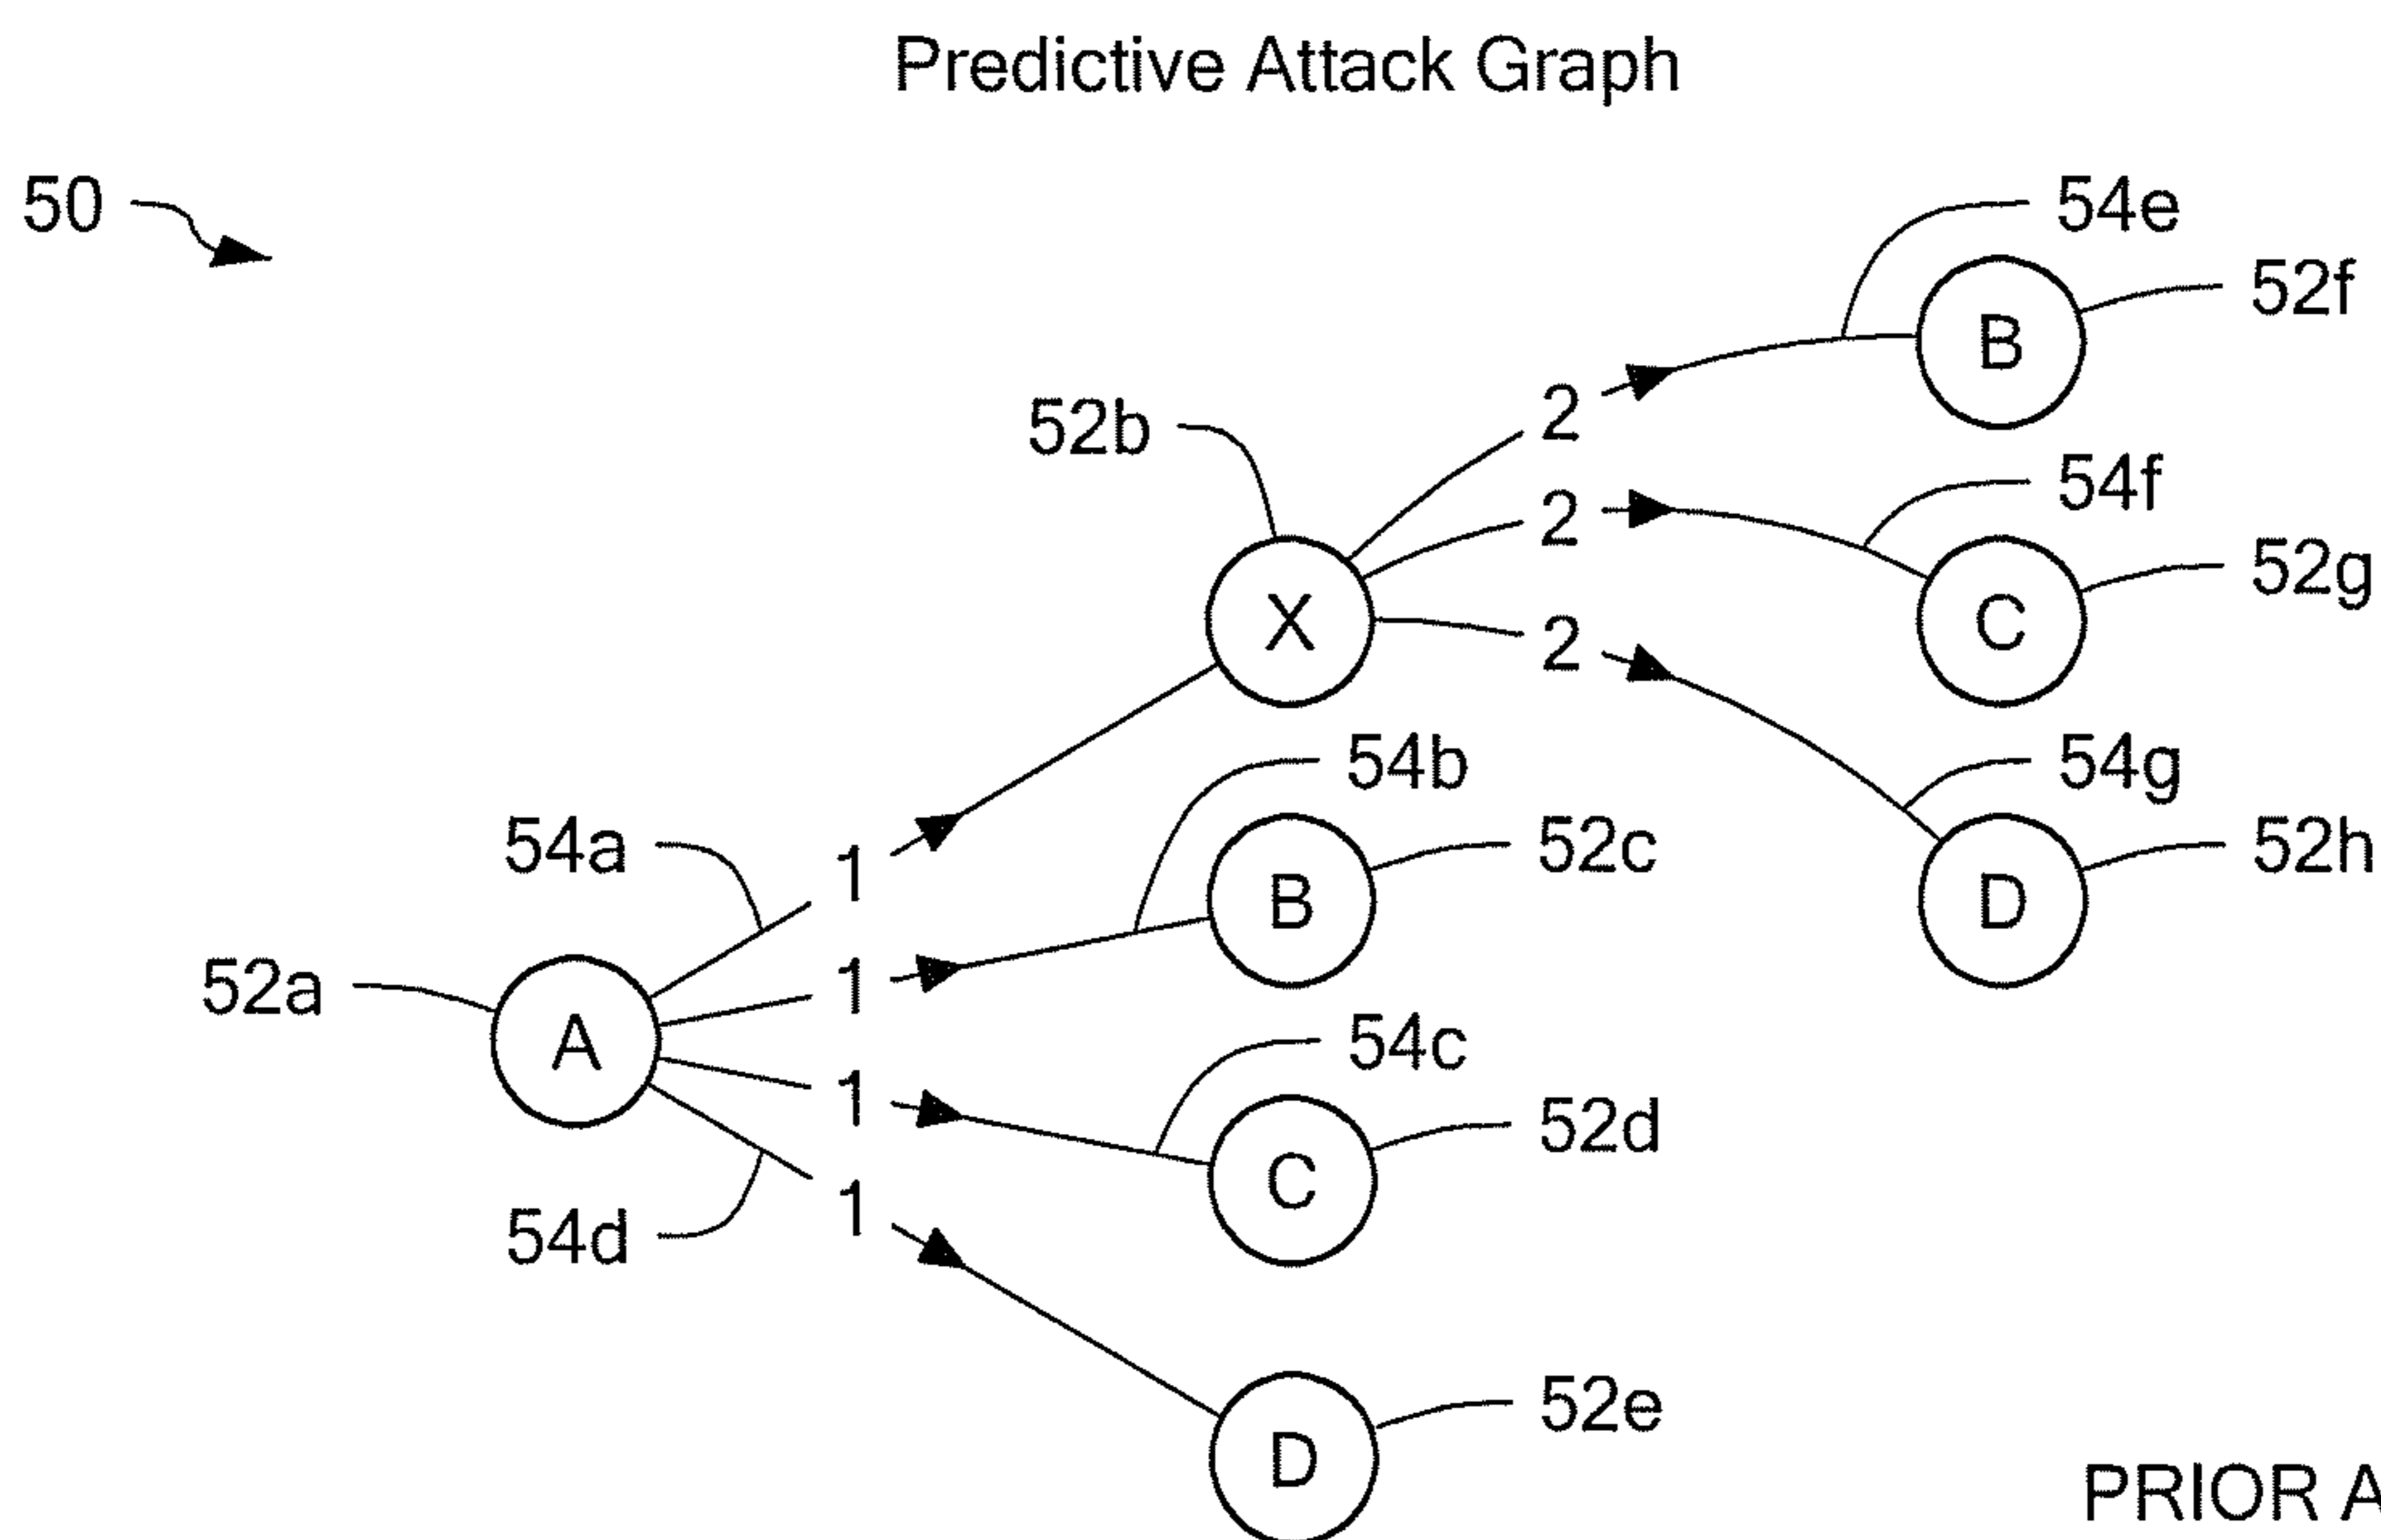 Predictive Attack Graph
50
54e
B
52f
2
52b
54f
2
52g
X
C
2
54b
54g
54a
52c
52h
1
B
D
52a
1
A
54c
1
52d
C
54d
1
52e
D
PRIOR A